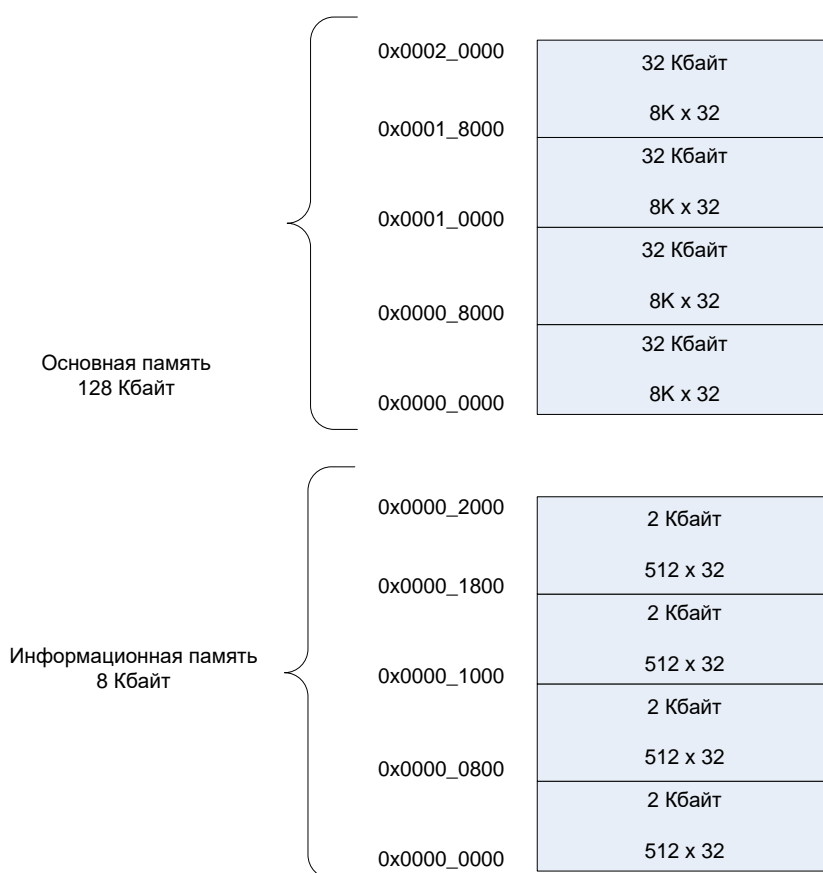 0x0002_0000
32 Кбайт
8K x 32
0x0001_8000
32 Кбайт
8K x 32
0x0001_0000
32 Кбайт
8K x 32
0x0000_8000
32 Кбайт
8K x 32
0x0000_0000
Основная память
128 Кбайт
0x0000_2000
2 Кбайт
512 x 32
0x0000_1800
2 Кбайт
512 x 32
0x0000_1000
2 Кбайт
512 x 32
0x0000_0800
2 Кбайт
512 x 32
0x0000_0000
Информационная память
8 Кбайт